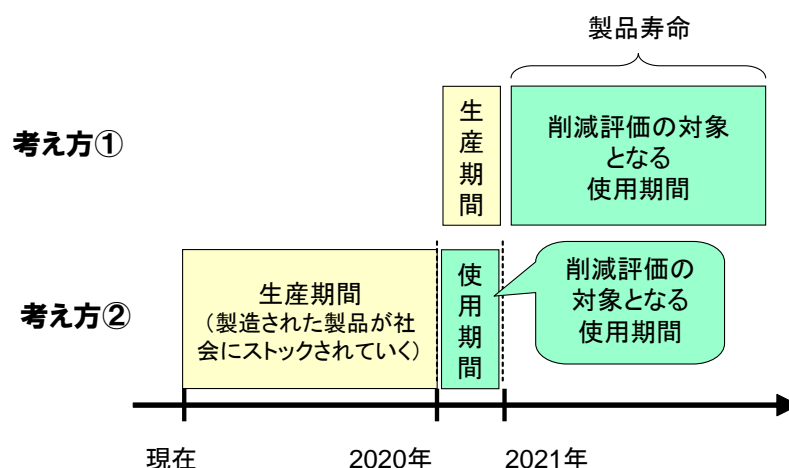 製品寿命
考え方①
生産期間
削減評価の対象
となる
使用期間
考え方②
生産期間
（製造された製品が社
会にストックされていく）
使用期間
削減評価の
対象となる
使用期間
現在
2020年
2021年